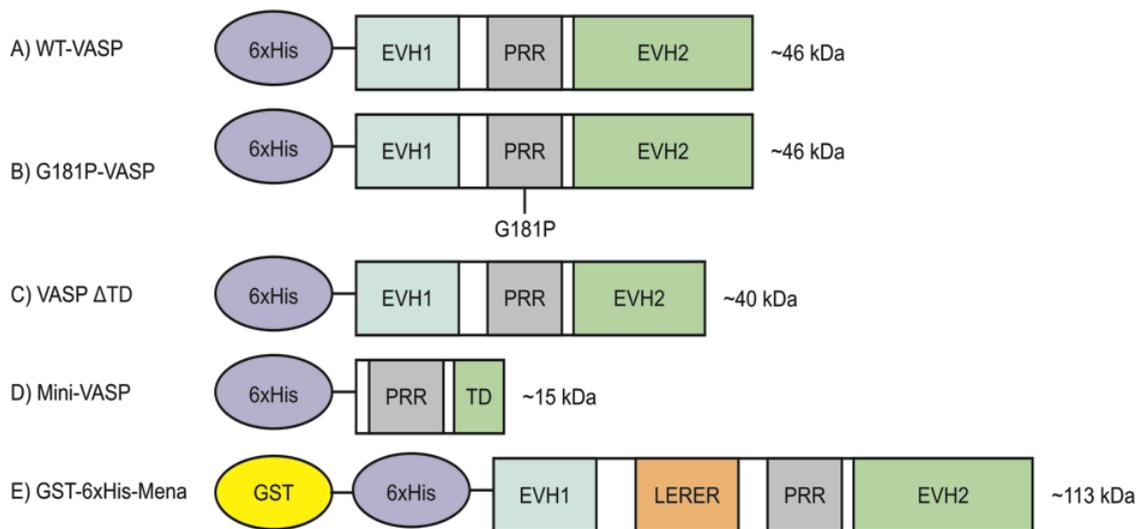 A) WT-VASP 6xHis EVH1 PRR EVH2 ~46 kDa
B) G181P-VASP 6xHis EVH1 PRR EVH2 ~46 kDa
G181P
C) VASP ΔTD 6xHis EVH1 PRR EVH2 ~40 kDa
D) Mini-VASP 6xHis PRR TD ~15 kDa
E) GST-6xHis-Mena GST 6xHis EVH1 LERER PRR EVH2 ~113 kDa